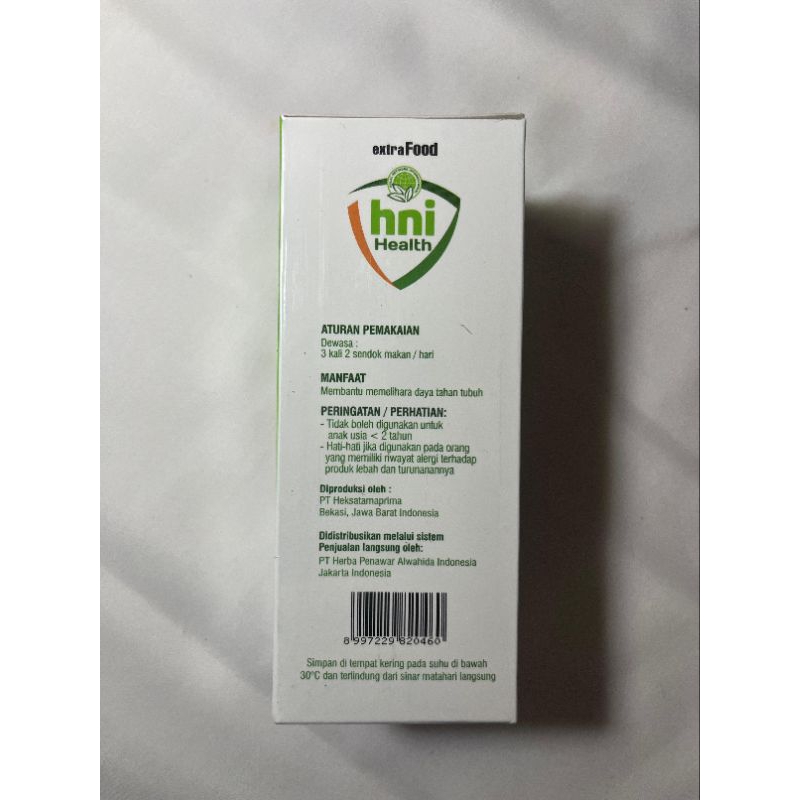 extraFood
hni
Health
ATURAN PEMAKAIAN
Dewasa :
3 kali 2 sendok makan / hari
MANFAAT
Membantu memelihara daya tahan tubuh
PERINGATAN / PERHATIAN:
- Tidak boleh digunakan untuk
anak usia < 2 tahun
- Hati-hati jika digunakan pada orang
yang memiliki riwayat alergi terhadap
produk lebah dan turunanannya
Diproduksi oleh :
PT Heksatamaprima
Bekasi, Jawa Barat Indonesia
Didistribusikan melalui sistem
Penjualan langsung oleh:
PT Herba Penawar Alwahida Indonesia
Jakarta Indonesia
8 997229 820460
Simpan di tempat kering pada suhu di bawah
30°C dan terlindung dari sinar matahari langsung